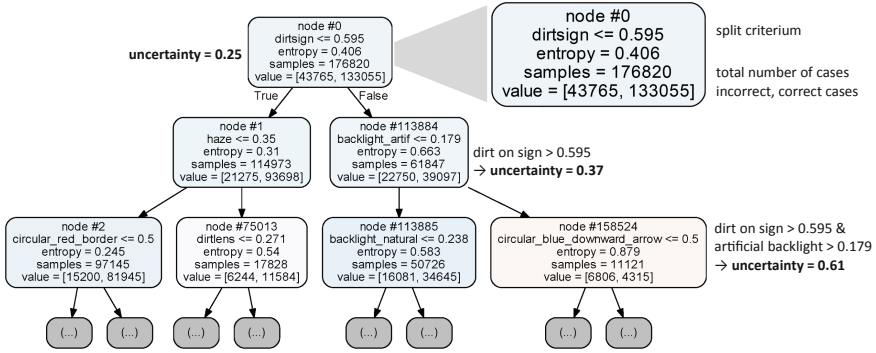 node #0
dirtsign <= 0.595
entropy = 0.406
samples = 176820
value = [43765, 133055]
uncertainty = 0.25
node #0
dirtsign <= 0.595
entropy = 0.406
samples = 176820
value = [43765, 133055]
split criterium
total number of cases
incorrect, correct cases
True
False
node #1
haze <= 0.35
entropy = 0.31
samples = 114973
value = [21275, 93698]
node #113884
backlight_artif <= 0.179
entropy = 0.663
samples = 61847
value = [22750, 39097]
dirt on sign > 0.595
→ uncertainty = 0.37
node #2
circular_red_border <= 0.5
entropy = 0.245
samples = 97145
value = [15200, 81945]
node #75013
dirtlens <= 0.271
entropy = 0.54
samples = 17828
value = [6244, 11584]
node #113885
backlight_natural <= 0.238
entropy = 0.583
samples = 50726
value = [16081, 34645]
node #158524
circular_blue_downward_arrow <= 0.5
entropy = 0.879
samples = 11121
value = [6806, 4315]
dirt on sign > 0.595 &
artificial backlight > 0.179
→ uncertainty = 0.61
(...)
(...)
(...)
(...)
(...)
(...)
(...)
(...)